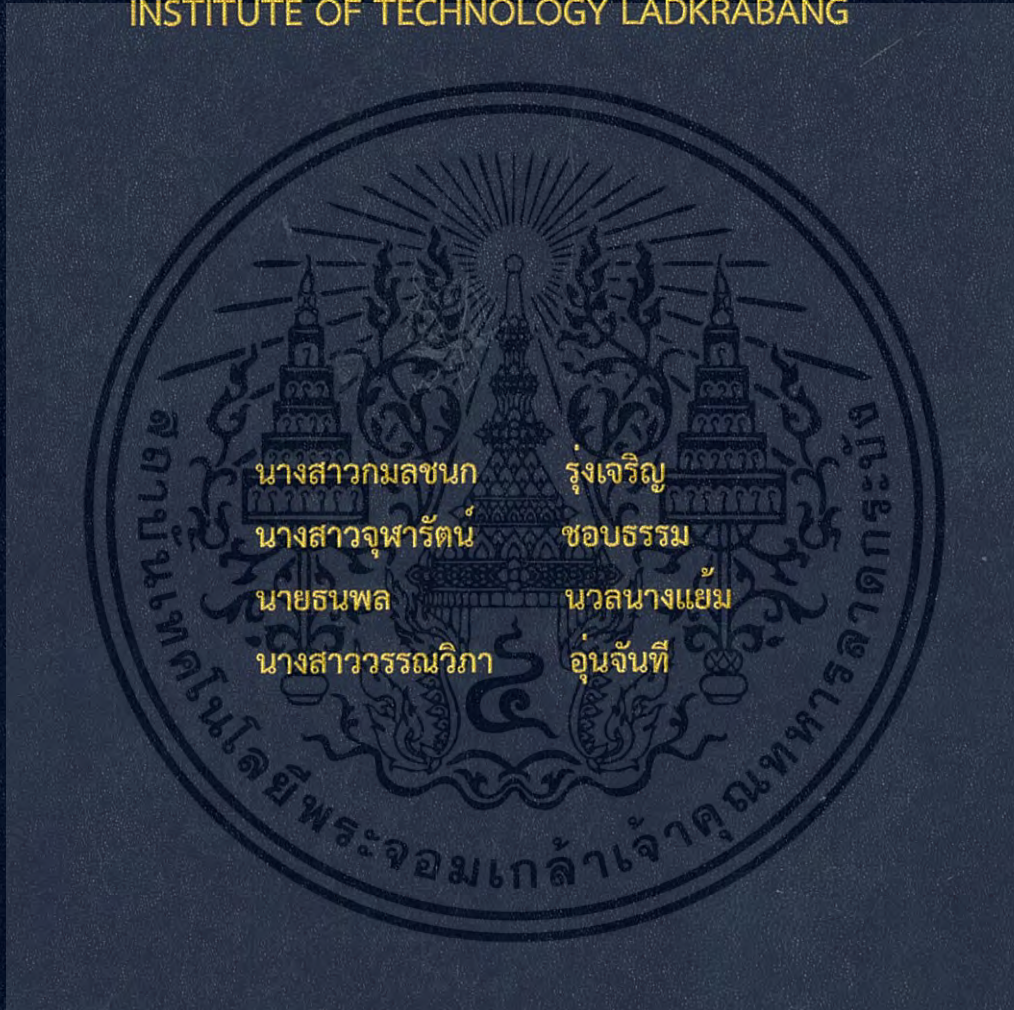 INSTITUTE OF TECHNOLOGY LADKRABANG
นางสาวกมลชนก รุ่งเจริญ
นางสาวจุฬารัตน์ ชอบธรรม
นายธนพล นวลนางแย้ม
นางสาววรรณวิภา อุ่นจันที
๔
สถาบันเทคโนโลยีพระจอมเกล้าเจ้าคุณทหารลาดกระบัง